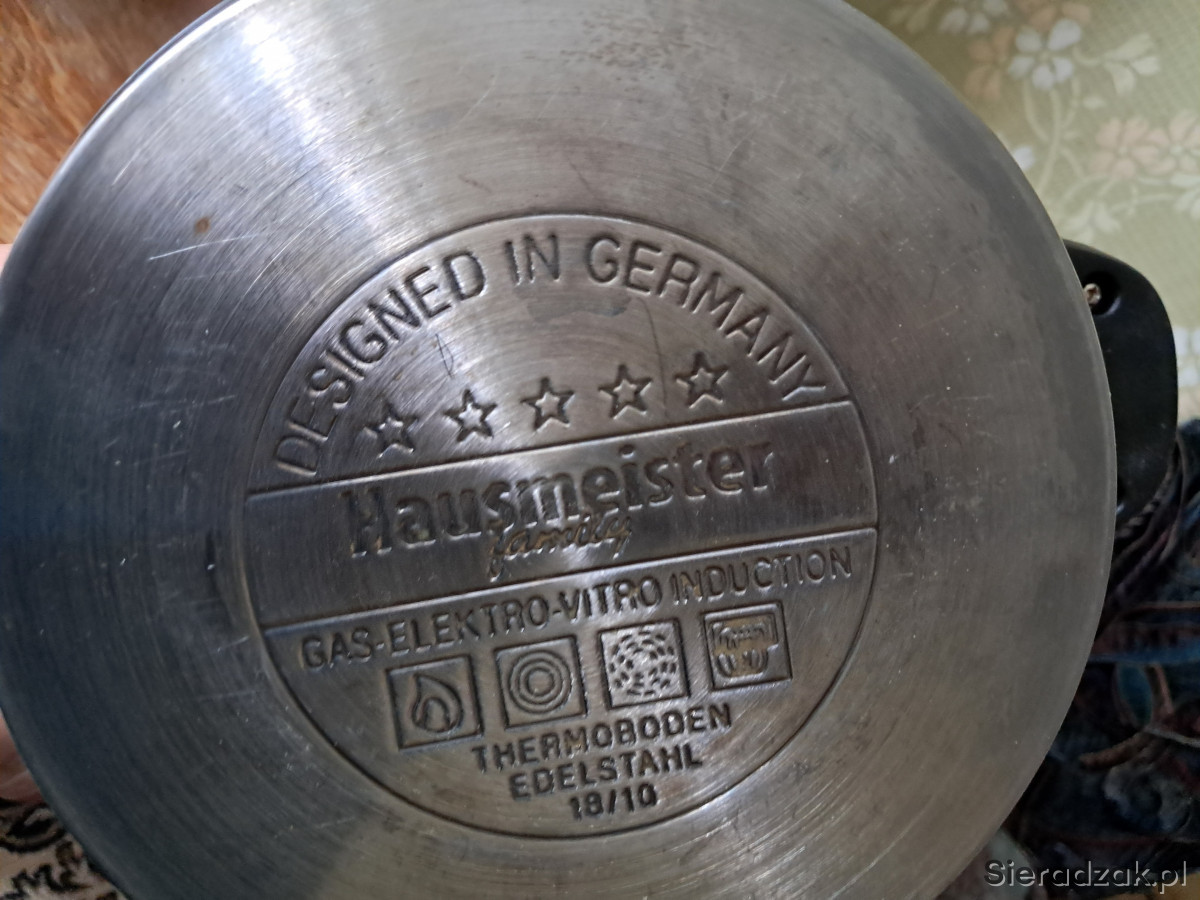 DESIGNED IN GERMANY
Hausmeister
family
GAS-ELEKTRO-VITRO INDUCTION
THERMOBODEN
EDELSTAHL
18/10
Sieradzak.pl